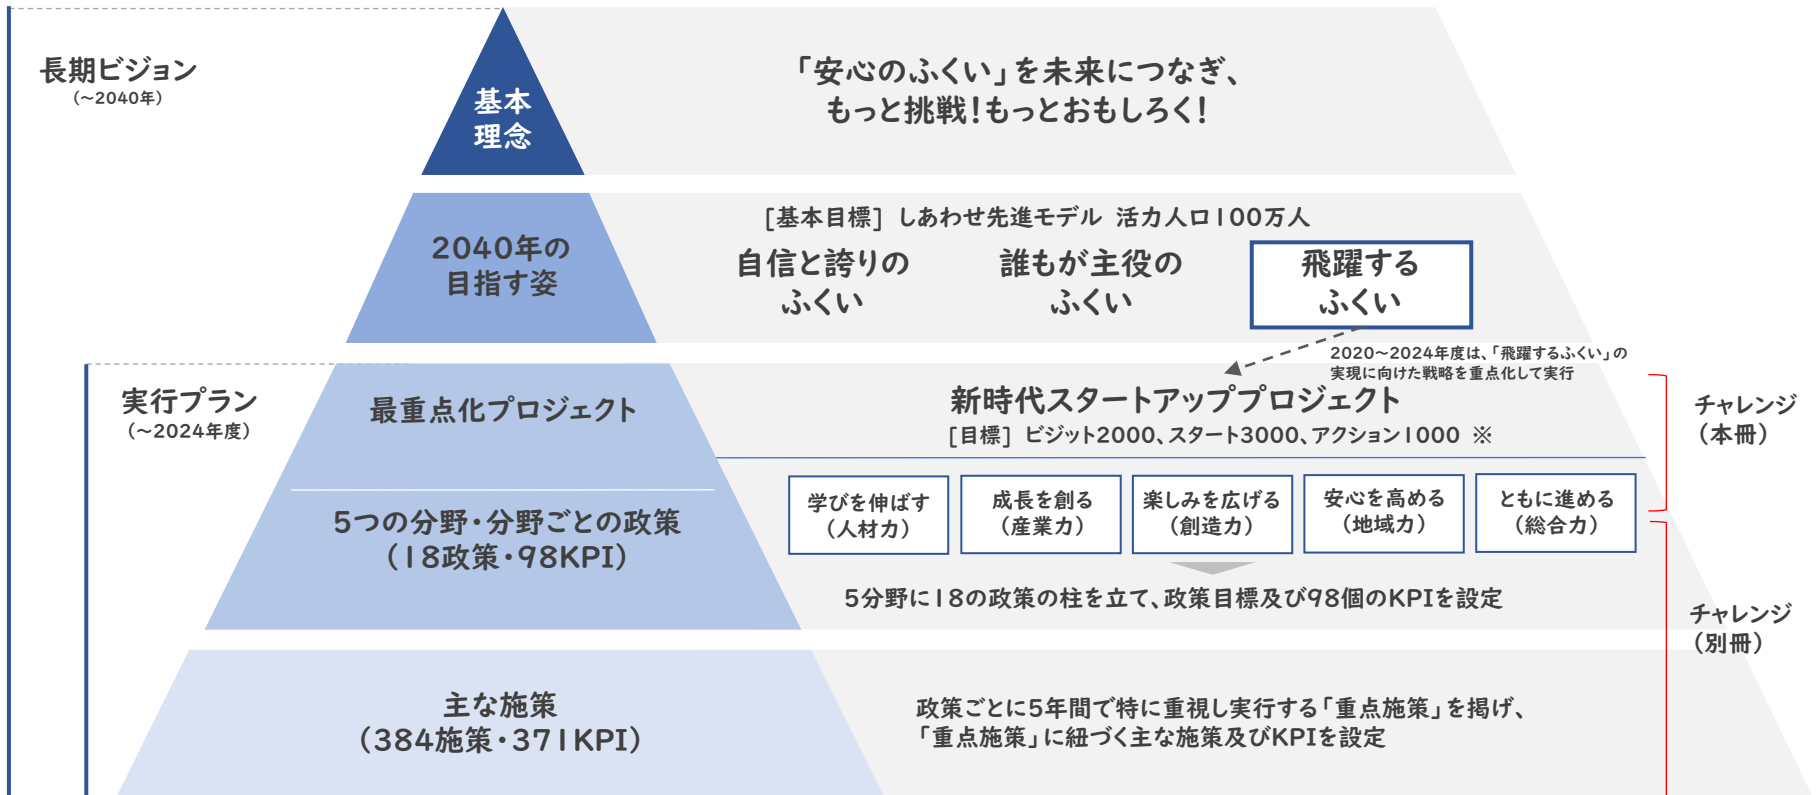 長期ビジョン
（～2040年）
基本
理念
「安心のふくい」を未来につなぎ、
もっと挑戦！もっとおもしろく！
2040年の
目指す姿
［基本目標］ しあわせ先進モデル 活力人口100万人
自信と誇りの
ふくい
誰もが主役の
ふくい
飛躍する
ふくい
2020～2024年度は、「飛躍するふくい」の
実現に向けた戦略を重点化して実行
実行プラン
（～2024年度）
最重点化プロジェクト
新時代スタートアッププロジェクト
［目標］ ビジット2000、スタート3000、アクション1000 ※
チャレンジ
（本冊）
5つの分野・分野ごとの政策
（18政策・98KPI）
学びを伸ばす
（人材力）
成長を創る
（産業力）
楽しみを広げる
（創造力）
安心を高める
（地域力）
ともに進める
（総合力）
5分野に18の政策の柱を立て、政策目標及び98個のKPIを設定
チャレンジ
（別冊）
主な施策
（384施策・371KPI）
政策ごとに5年間で特に重視し実行する「重点施策」を掲げ、
「重点施策」に紐づく主な施策及びKPIを設定